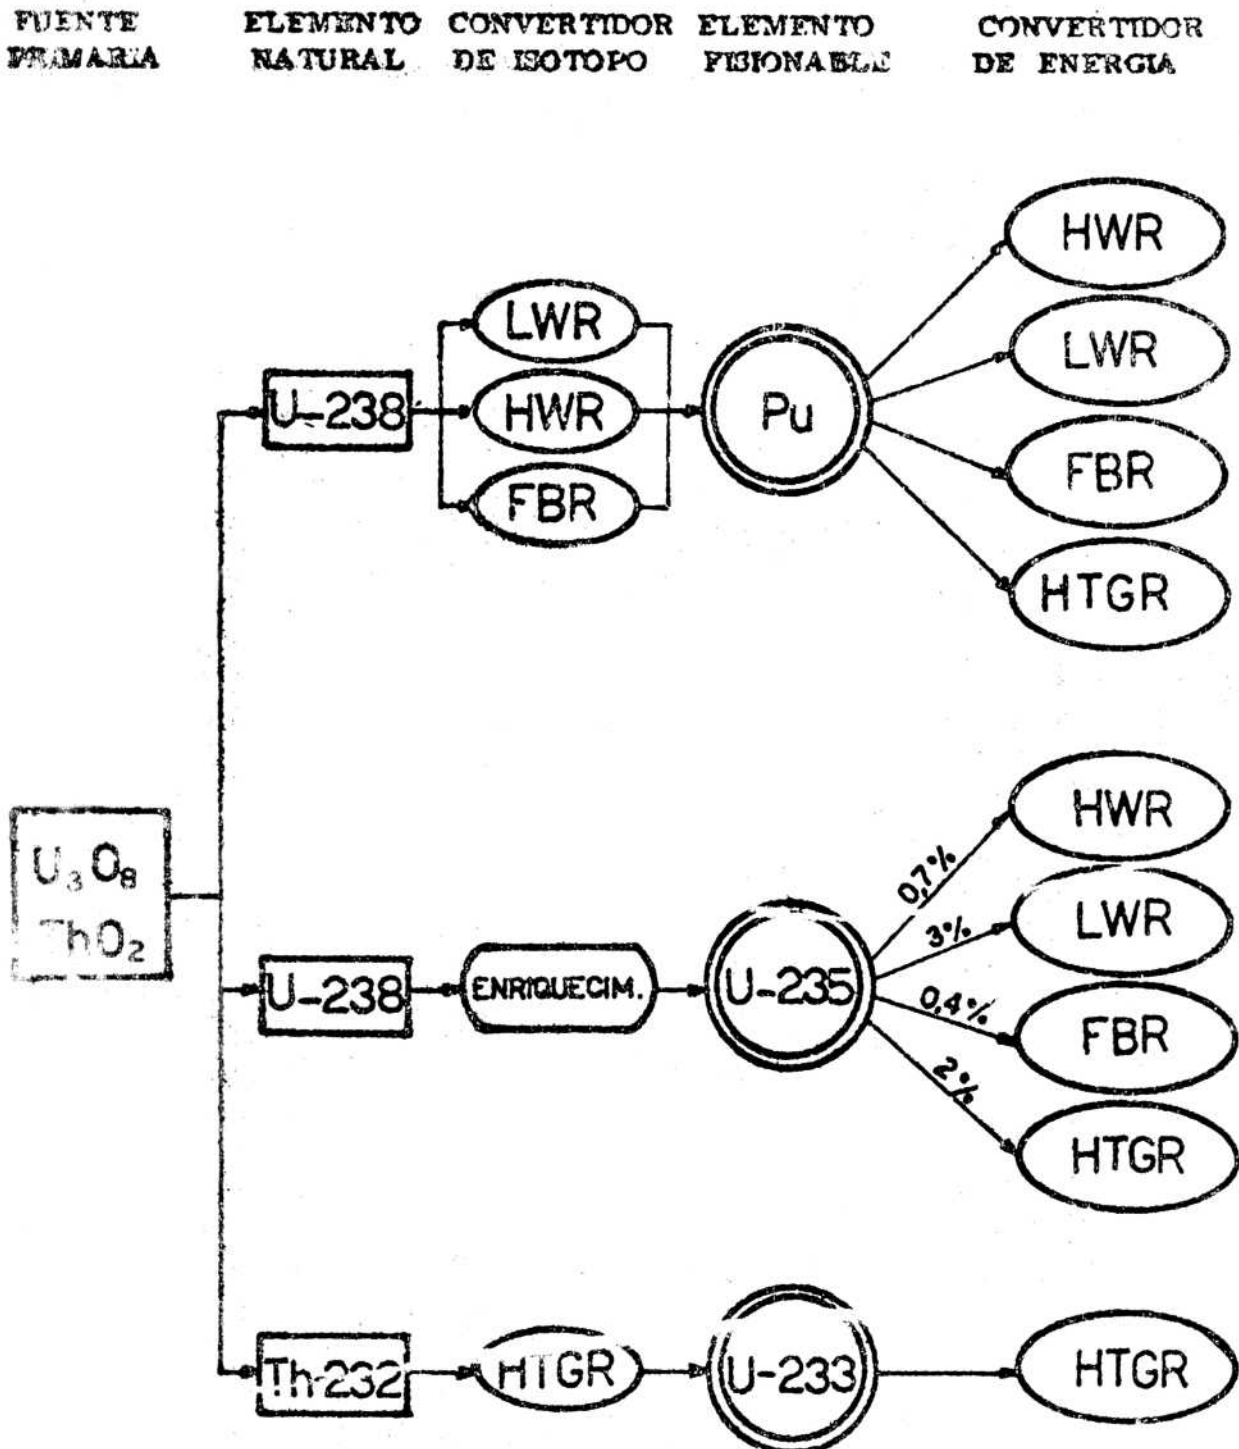 FUENTE PRIMARIA
ELEMENTO NATURAL
CONVERTIDOR DE ISOTOPO
ELEMENTO FISIONABLE
CONVERTIDOR DE ENERGIA
U₃O₈
ThO₂
U-238
LWR
HWR
FBR
Pu
HWR
LWR
FBR
HTGR
U-238
ENRIQUECIM.
U-235
0,7%
3%
0,4%
2%
HWR
LWR
FBR
HTGR
Th-232
HTGR
U-233
HTGR